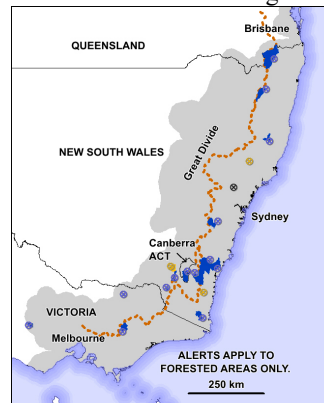 Brisbane
QUEENSLAND
Great Divide
NEW SOUTH WALES
Sydney
Canberra
ACT
VICTORIA
Melbourne
ALERTS APPLY TO
FORESTED AREAS ONLY.
250 km